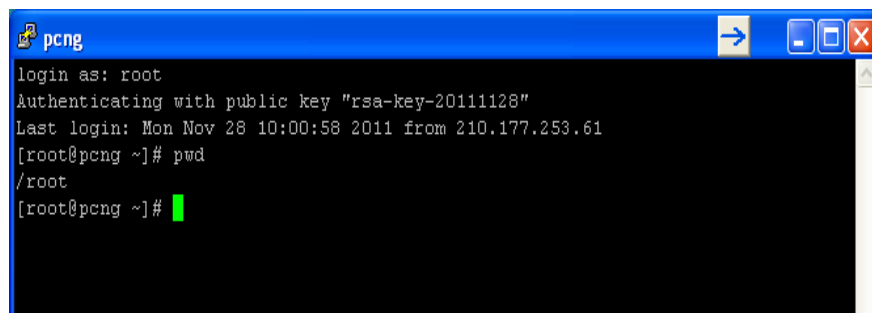 pcng
login as: root
Authenticating with public key "rsa-key-20111128"
Last login: Mon Nov 28 10:00:58 2011 from 210.177.253.61
[root@pcng ~]# pwd
/root
[root@pcng ~]#